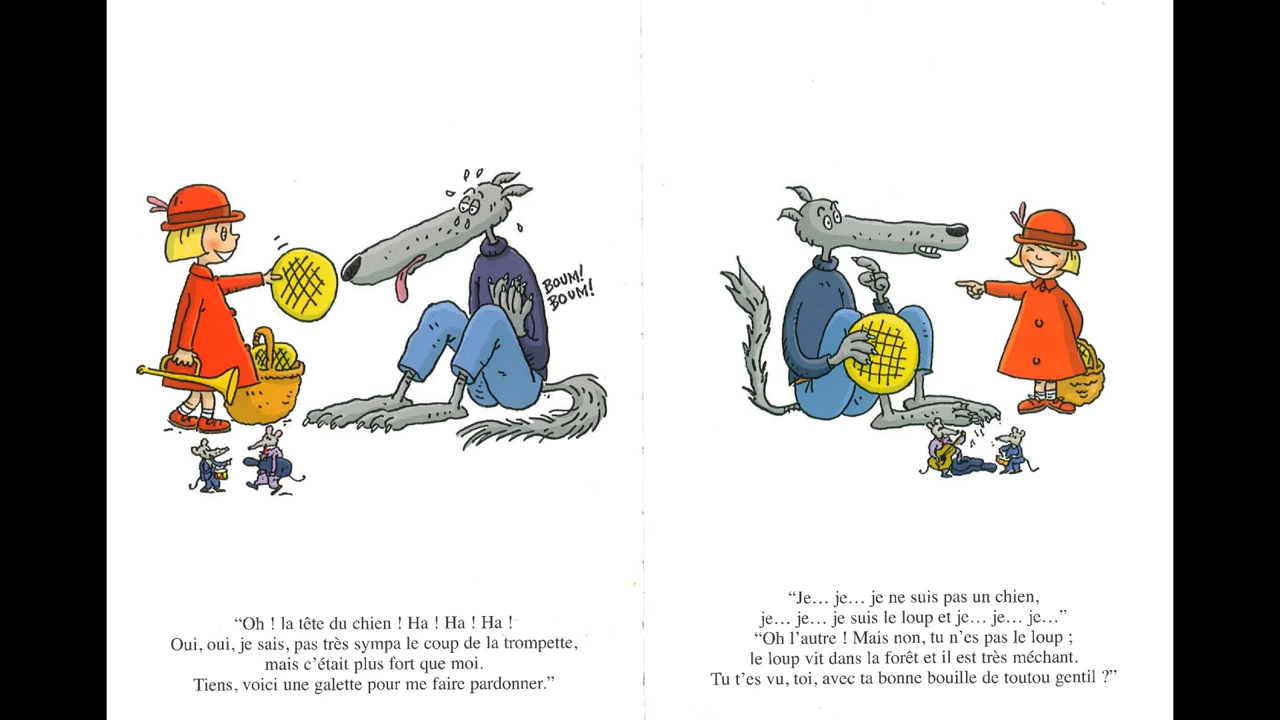 BOUM!
BOUM!
“Oh ! la tête du chien ! Ha ! Ha ! Ha !
Oui, oui, je sais, pas très sympa le coup de la trompette,
mais c’était plus fort que moi.
Tiens, voici une galette pour me faire pardonner.”
“Je… je… je ne suis pas un chien,
je… je… je suis le loup et je… je… je…”
“Oh l’autre ! Mais non, tu n’es pas le loup ;
le loup vit dans la forêt et il est très méchant.
Tu t’es vu, toi, avec ta bonne bouille de toutou gentil ?”